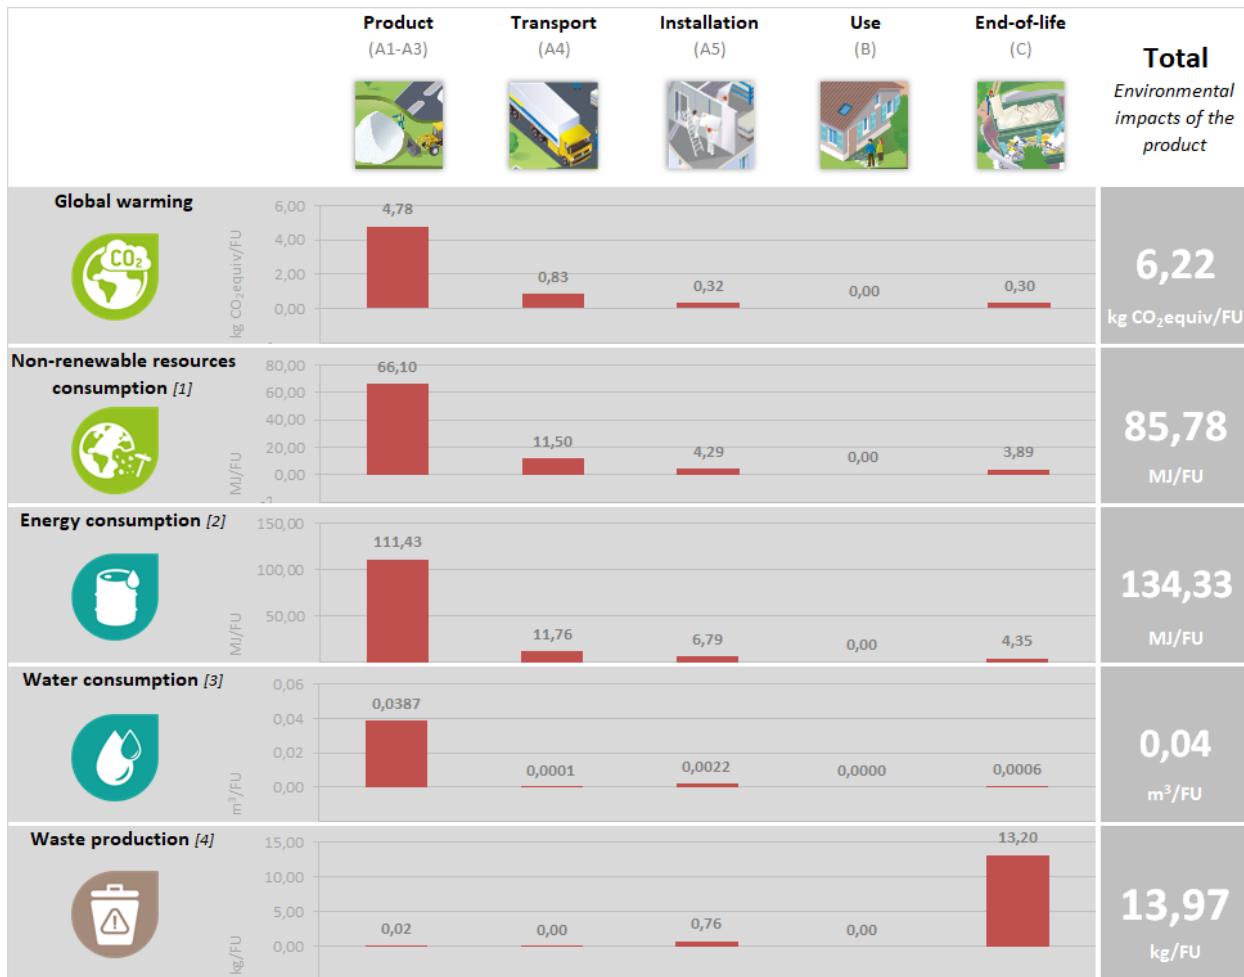 Product
Transport
Installation
Use
End-of-life
(A1-A3)
(A4)
(A5)
(B)
(C)
Total
Environmental
impacts of the
product
Global warming
CO₂
kg CO₂equiv/FU
6,00
4,00
2,00
0,00
4,78
0,83
0,32
0,00
0,30
6,22
kg CO₂equiv/FU
Non-renewable resources
consumption [1]
MJ/FU
80,00
60,00
40,00
20,00
0,00
66,10
11,50
4,29
0,00
3,89
85,78
MJ/FU
Energy consumption [2]
MJ/FU
150,00
100,00
50,00
111,43
11,76
6,79
0,00
4,35
134,33
MJ/FU
Water consumption [3]
m³/FU
0,06
0,04
0,02
0,00
0,0387
0,0001
0,0022
0,0000
0,0006
0,04
m³/FU
Waste production [4]
kg/FU
15,00
10,00
5,00
0,00
0,02
0,00
0,76
0,00
13,20
13,97
kg/FU